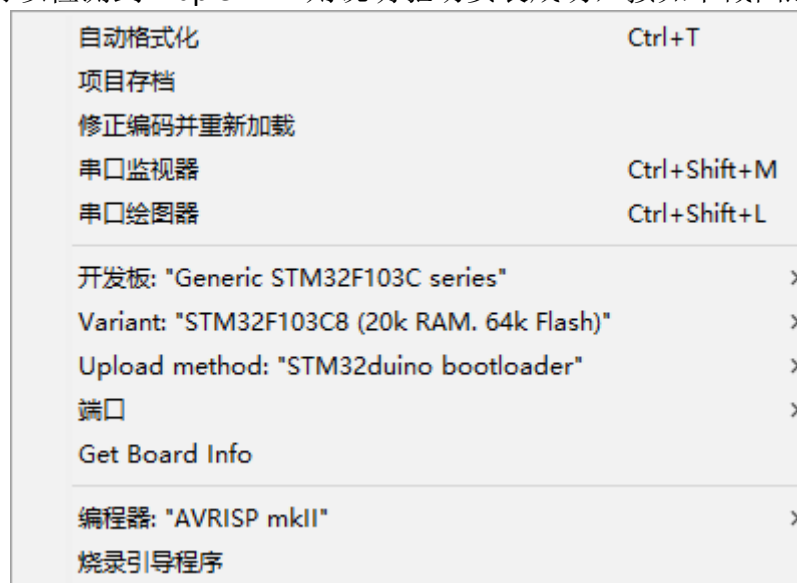 自动格式化 Ctrl+T
项目存档
修正编码并重新加载
串口监视器 Ctrl+Shift+M
串口绘图器 Ctrl+Shift+L
开发板: "Generic STM32F103C series"
Variant: "STM32F103C8 (20k RAM. 64k Flash)"
Upload method: "STM32duino bootloader"
端口
Get Board Info
编程器: "AVRISP mkII"
烧录引导程序